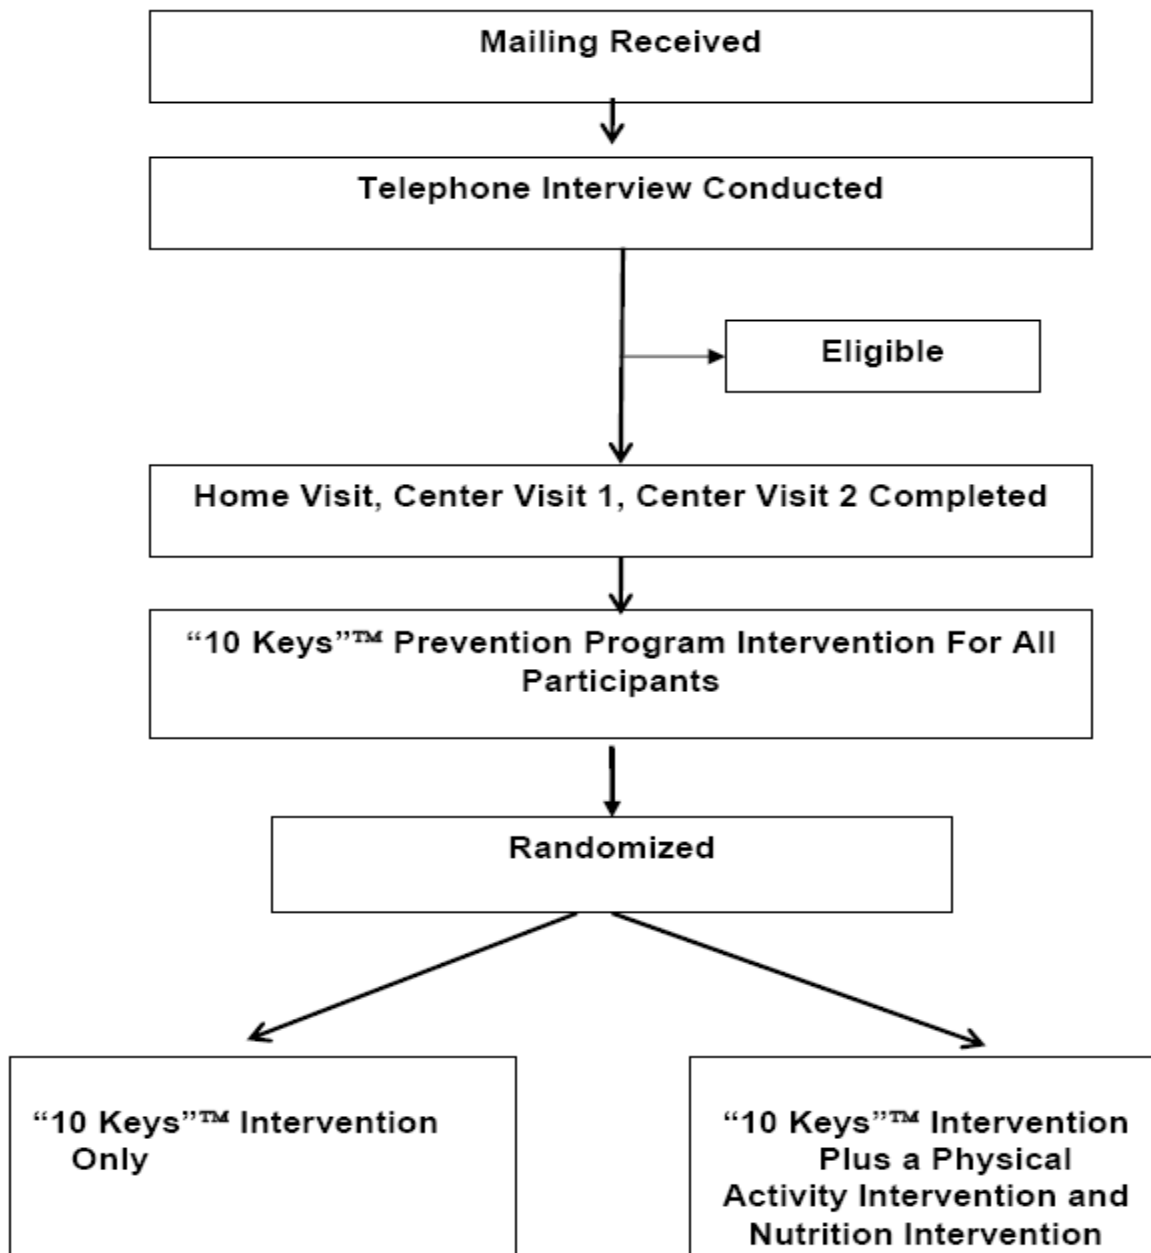 Mailing Received
Telephone Interview Conducted
Eligible
Home Visit, Center Visit 1, Center Visit 2 Completed
“10 Keys”™ Prevention Program Intervention For All
Participants
Randomized
“10 Keys”™ Intervention
Only
“10 Keys”™ Intervention
Plus a Physical
Activity Intervention and
Nutrition Intervention